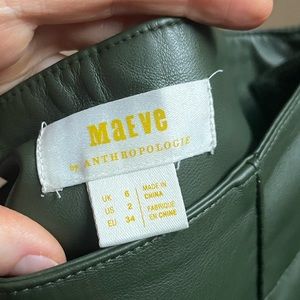 MAEVE
by ANTHROPOLOGIE
UK 6
US 2
EU 34
MADE IN
CHINA
FABRIQUÉ
EN CHINE